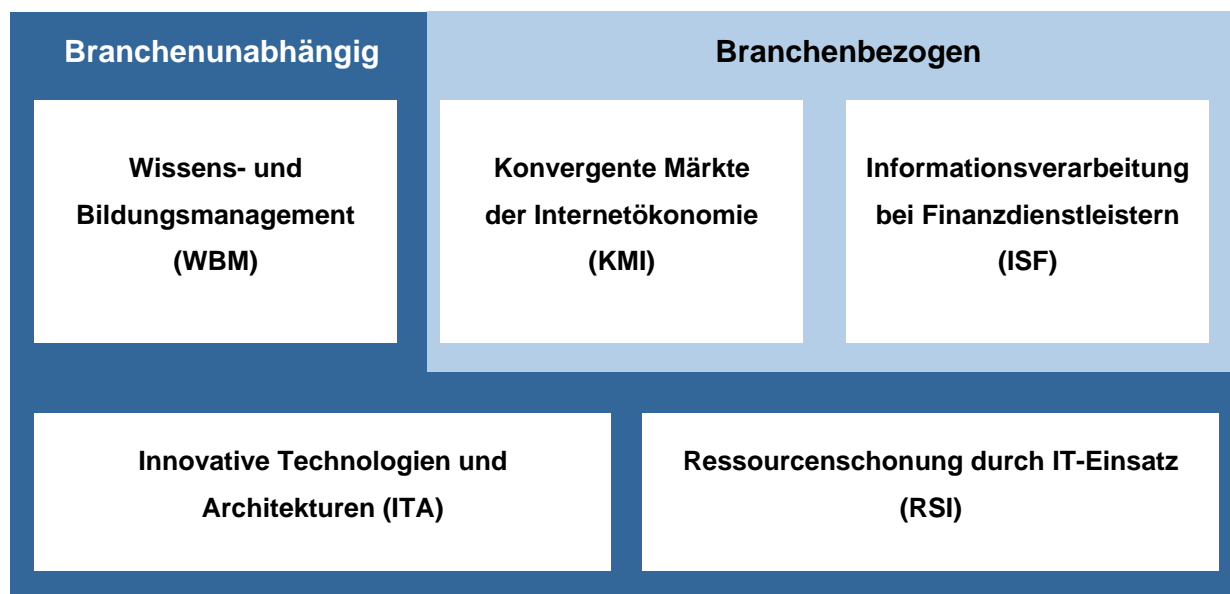 Branchenunabhängig
Branchenbezogen
Wissens- und
Bildungsmanagement
(WBM)
Konvergente Märkte
der Internetökonomie
(KMI)
Informationsverarbeitung
bei Finanzdienstleistern
(ISF)
Innovative Technologien und
Architekturen (ITA)
Ressourcenschonung durch IT-Einsatz
(RSI)